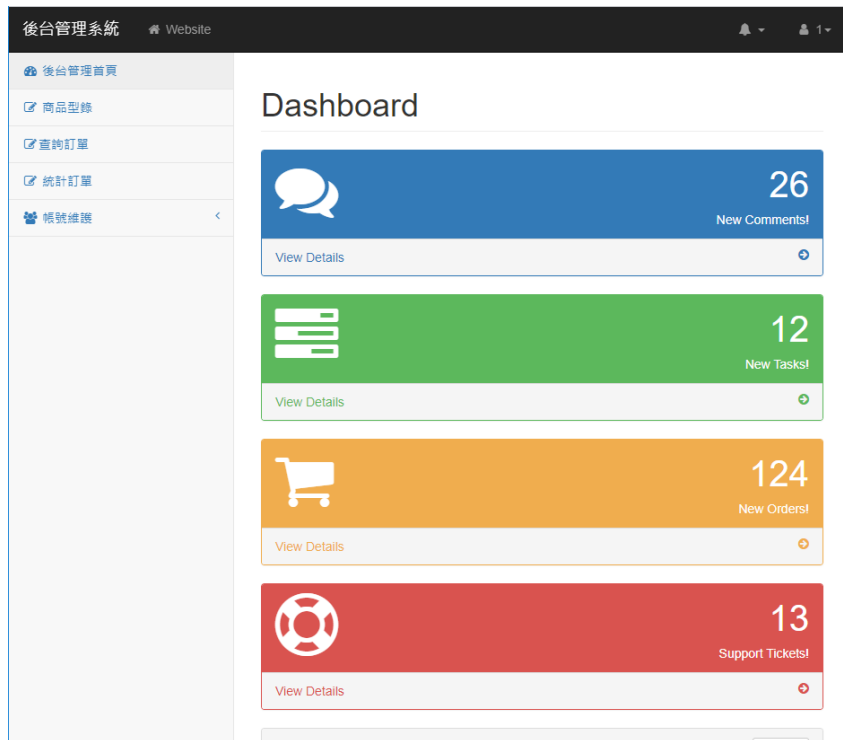 後台管理系統 Website 1
後台管理首頁
商品型錄
查詢訂單
統計訂單
帳號維護
Dashboard
26
New Comments!
View Details
12
New Tasks!
View Details
124
New Orders!
View Details
13
Support Tickets!
View Details